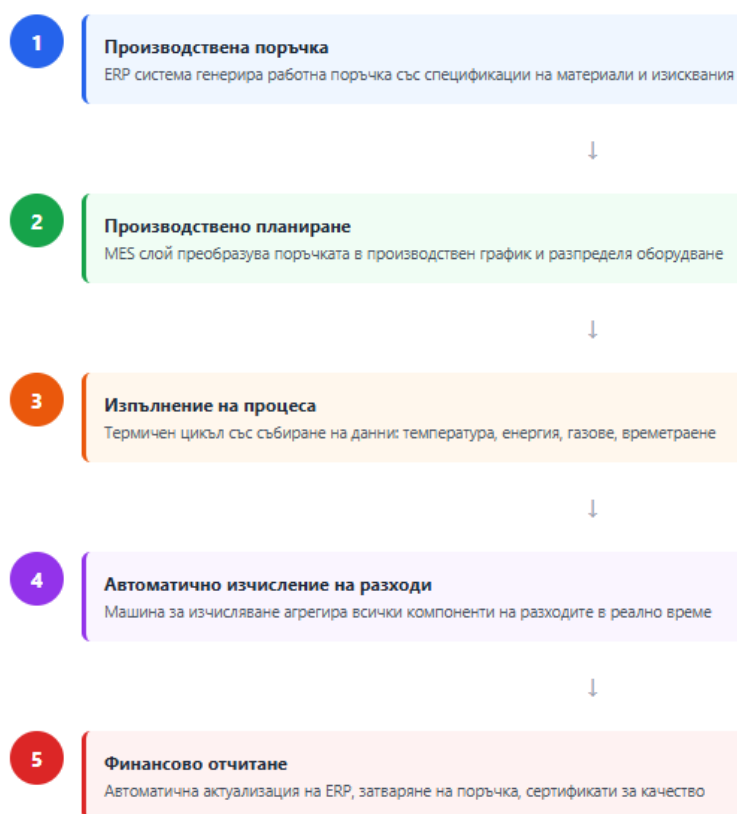 1
Производствена поръчка
ERP система генерира работна поръчка със спецификации на материали и изисквания
↓
2
Производствено планиране
MES слой преобразува поръчката в производствен график и разпределя оборудване
↓
3
Изпълнение на процеса
Термичен цикъл със събиране на данни: температура, енергия, газове, времетраене
↓
4
Автоматично изчисление на разходи
Машина за изчисляване агрегира всички компоненти на разходите в реално време
↓
5
Финансово отчитане
Автоматична актуализация на ERP, затваряне на поръчка, сертификати за качество